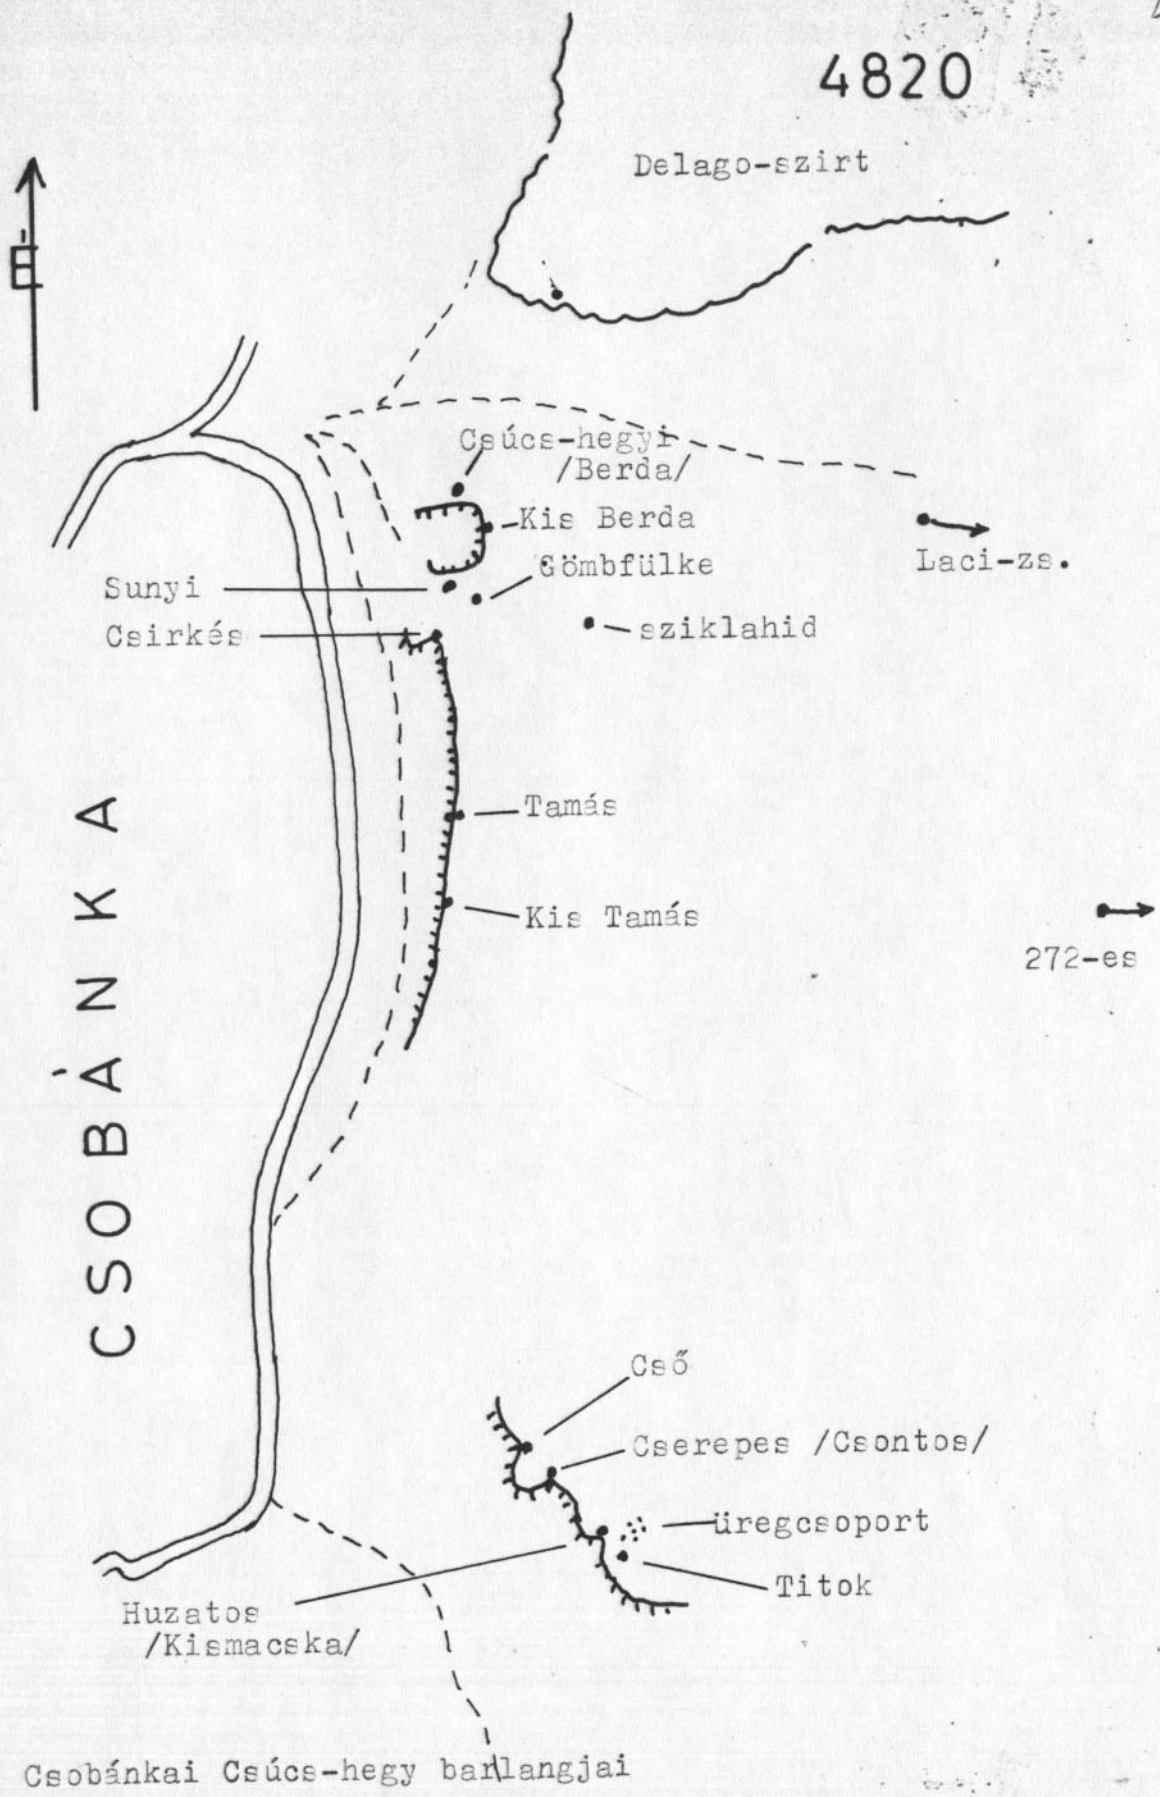 4820
Delago-szirt
É
Csúcs-hegyi
/Berda/
Kis Berda
Gömbfülke
Laci-zs.
Sunyi
Csirkés
sziklahid
Tamás
Kis Tamás
272-es
CSOBÁNKA
Cső
Cserepes /Csontos/
üregcsoport
Titok
Huzatos
/Kismacska/
Csobánkai Csúcs-hegy barlangjai